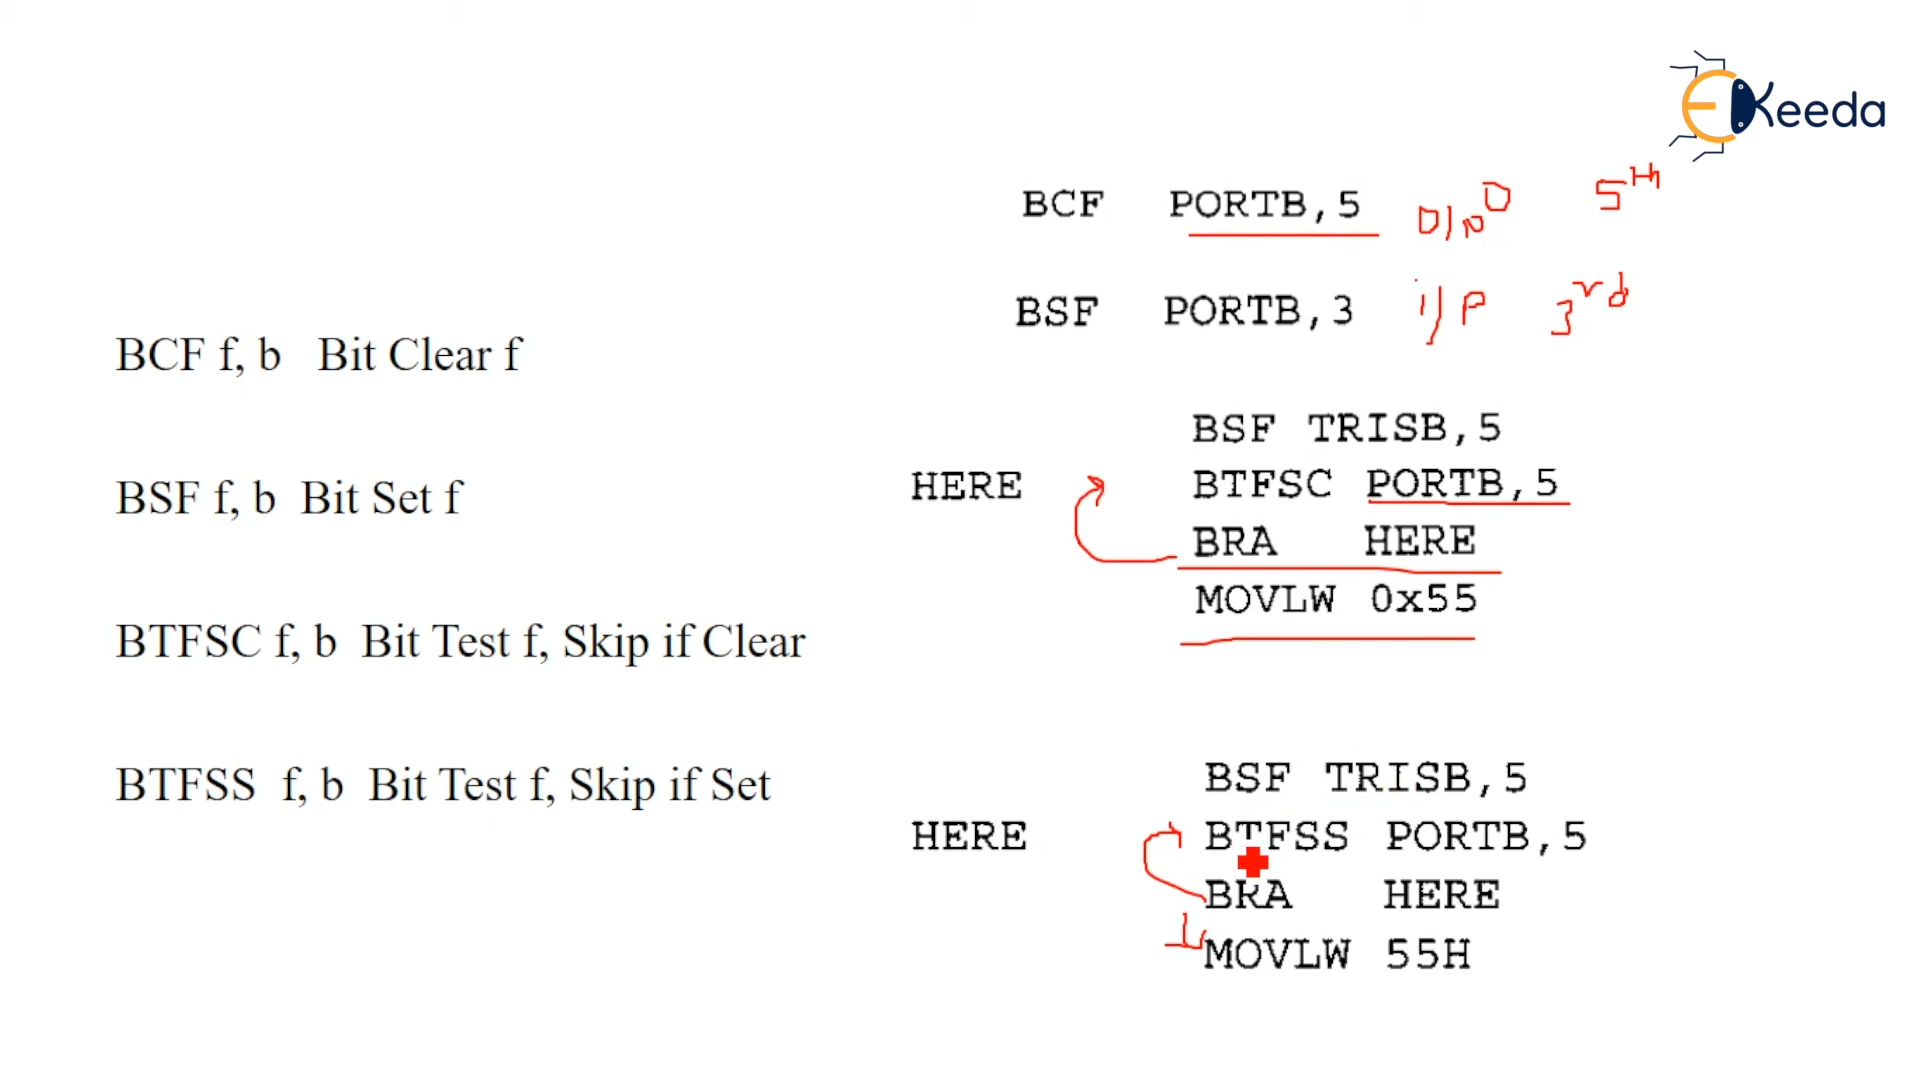 EKeeda
BCF PORTB,5 5th
BSF PORTB,3 i/p 3rd
BCF f, b Bit Clear f
BSF f, b Bit Set f
BTFSC f, b Bit Test f, Skip if Clear
BTFSS f, b Bit Test f, Skip if Set
BSF TRISB,5
HERE BTFSC PORTB,5
BRA HERE
MOVLW 0x55
BSF TRISB,5
HERE BTFSS PORTB,5
BRA HERE
MOVLW 55H